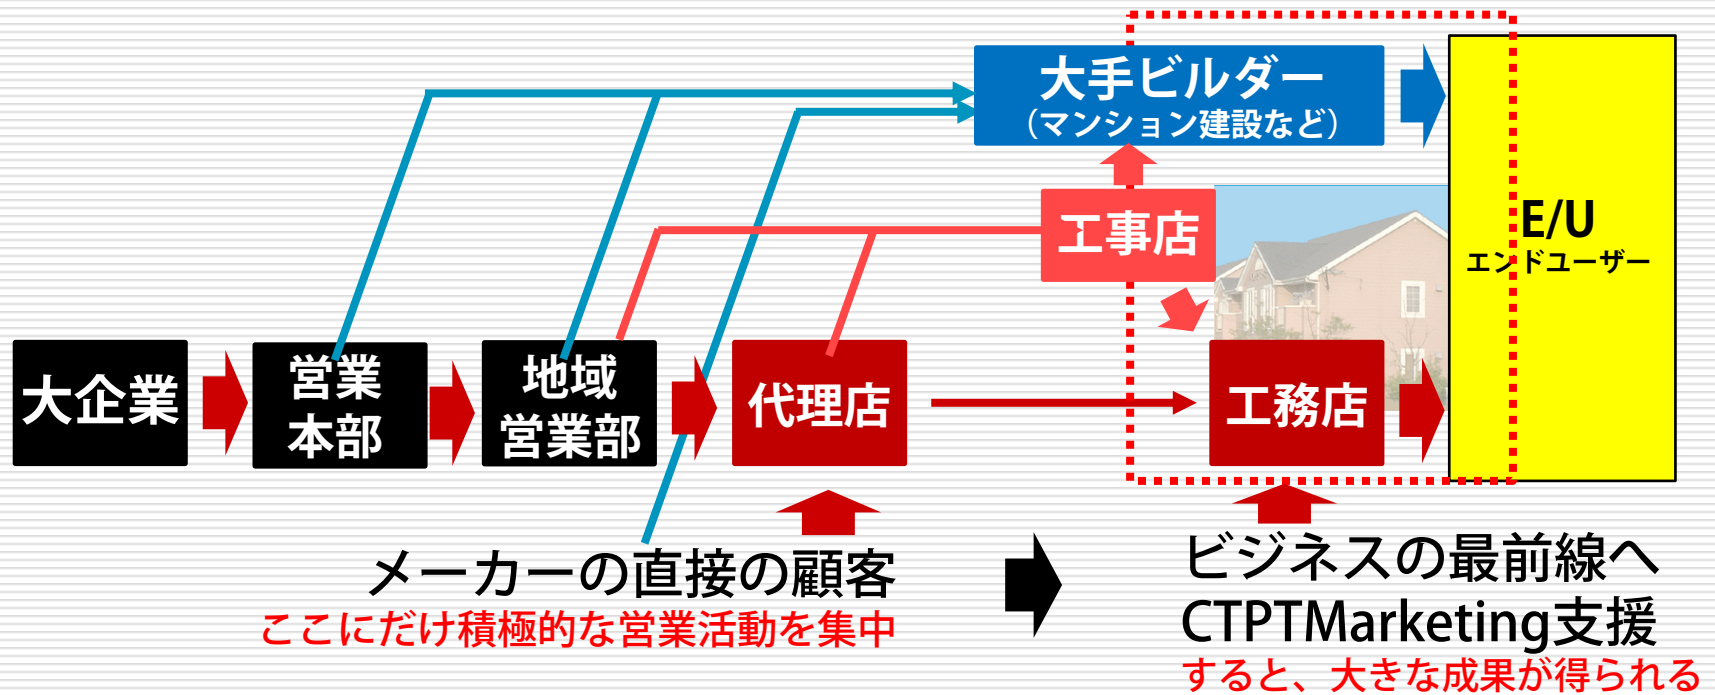 大手ビルダー
（マンション建設など）
工事店
E/U
エンドユーザー
大企業
営業
本部
地域
営業部
代理店
工務店
メーカーの直接の顧客
ここにだけ積極的な営業活動を集中
ビジネスの最前線へ
CTPTMarketing支援
すると、大きな成果が得られる